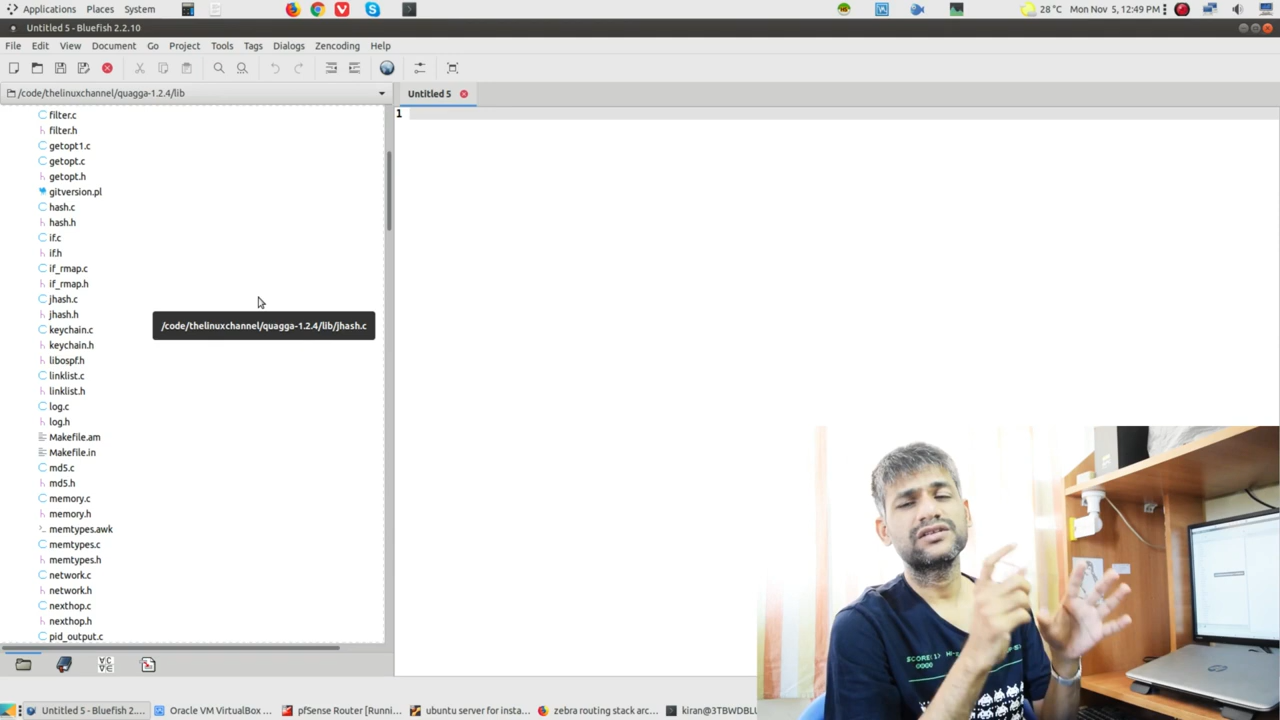 Applications Places System
28 °C Mon Nov 5, 12:49 PM
Untitled 5 - Bluefish 2.2.10
File Edit View Document Go Project Tools Tags Dialogs Zencoding Help
/code/thelinuxchannel/quagga-1.2.4/lib
Untitled 5
1
filter.c
filter.h
getopt1.c
getopt.c
getopt.h
gitversion.pl
hash.c
hash.h
if.c
if.h
if_rmap.c
if_rmap.h
jhash.c
jhash.h
/code/thelinuxchannel/quagga-1.2.4/lib/jhash.c
keychain.c
keychain.h
libospf.h
linklist.c
linklist.h
log.c
log.h
Makefile.am
Makefile.in
md5.c
md5.h
memory.c
memory.h
memtypes.awk
memtypes.c
memtypes.h
network.c
network.h
nexthop.c
nexthop.h
pid_output.c
SCORE(1) HI-
0000
Untitled 5 - Bluefish 2.... Oracle VM VirtualBox ... pfSense Router [Runni... ubuntu server for insta... zebra routing stack arc... kiran@3TBWDBLU